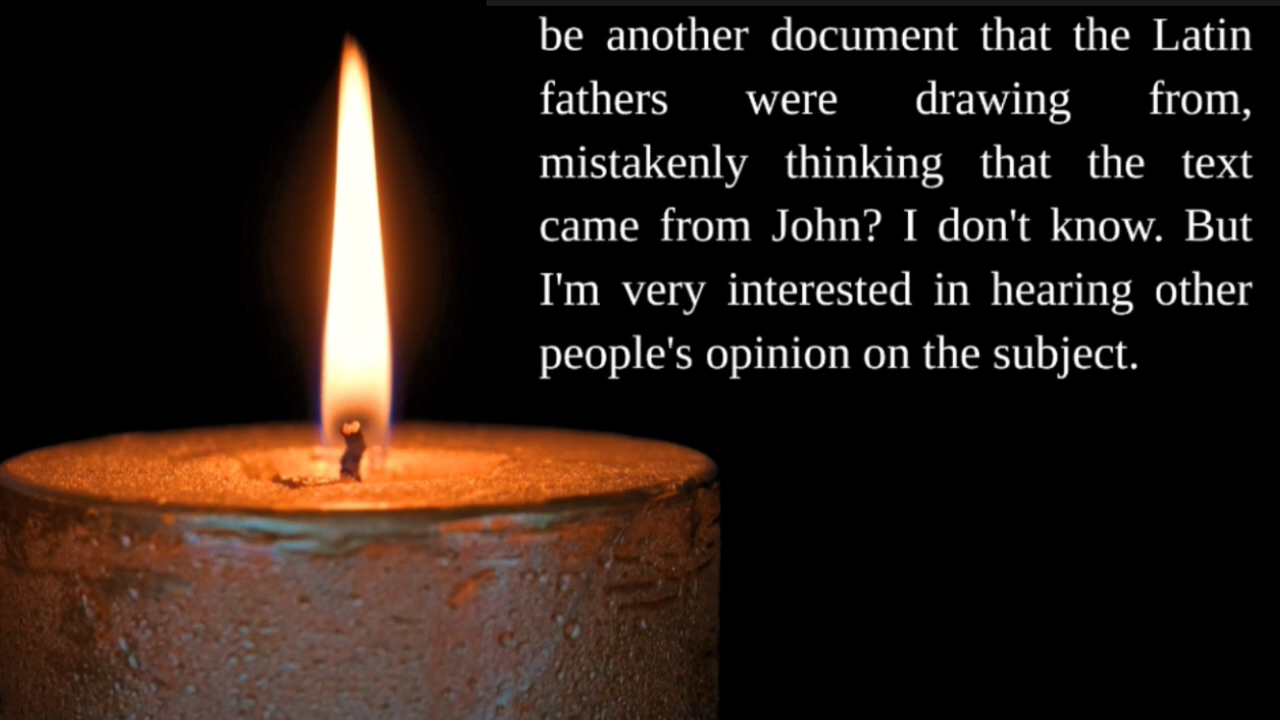 be another document that the Latin
fathers were drawing from,
mistakenly thinking that the text
came from John? I don't know. But
I'm very interested in hearing other
people's opinion on the subject.